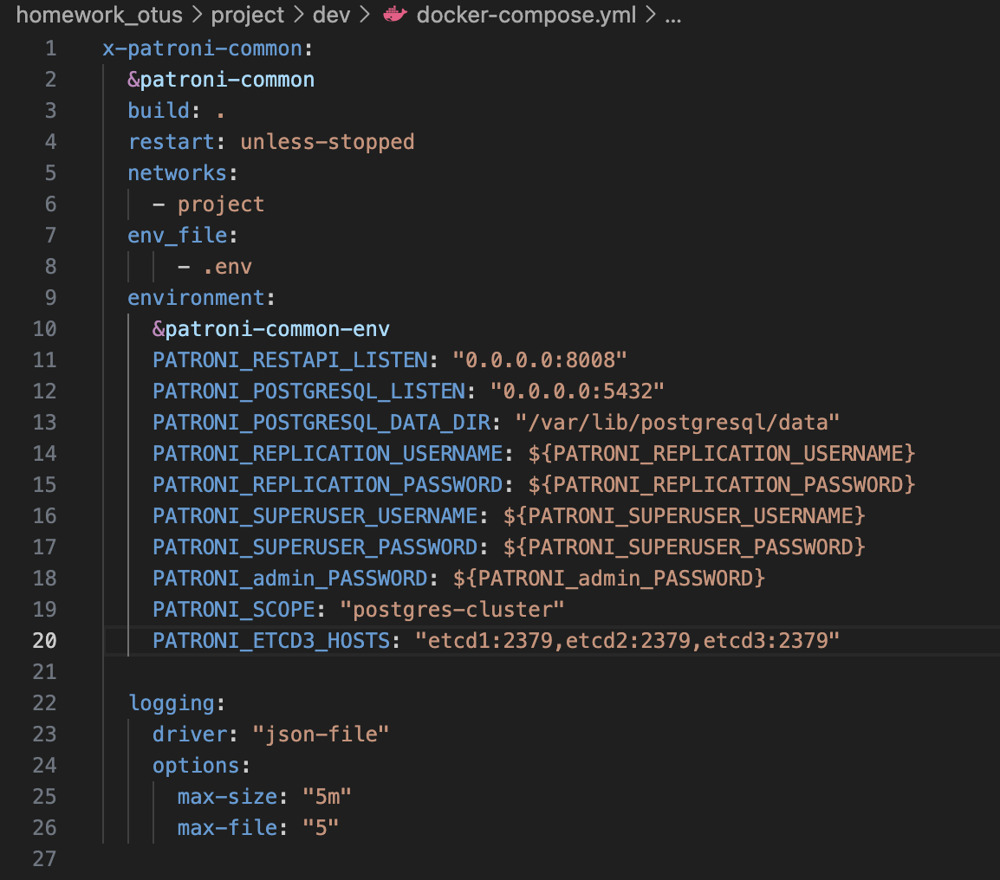 homework_otus > project > dev > docker-compose.yml > ...
1 x-patroni-common:
2 &patroni-common
3 build: .
4 restart: unless-stopped
5 networks:
6 - project
7 env_file:
8 - .env
9 environment:
10 &patroni-common-env
11 PATRONI_RESTAPI_LISTEN: "0.0.0.0:8008"
12 PATRONI_POSTGRESQL_LISTEN: "0.0.0.0:5432"
13 PATRONI_POSTGRESQL_DATA_DIR: "/var/lib/postgresql/data"
14 PATRONI_REPLICATION_USERNAME: ${PATRONI_REPLICATION_USERNAME}
15 PATRONI_REPLICATION_PASSWORD: ${PATRONI_REPLICATION_PASSWORD}
16 PATRONI_SUPERUSER_USERNAME: ${PATRONI_SUPERUSER_USERNAME}
17 PATRONI_SUPERUSER_PASSWORD: ${PATRONI_SUPERUSER_PASSWORD}
18 PATRONI_admin_PASSWORD: ${PATRONI_admin_PASSWORD}
19 PATRONI_SCOPE: "postgres-cluster"
20 PATRONI_ETCD3_HOSTS: "etcd1:2379,etcd2:2379,etcd3:2379"
21
22 logging:
23 driver: "json-file"
24 options:
25 max-size: "5m"
26 max-file: "5"
27